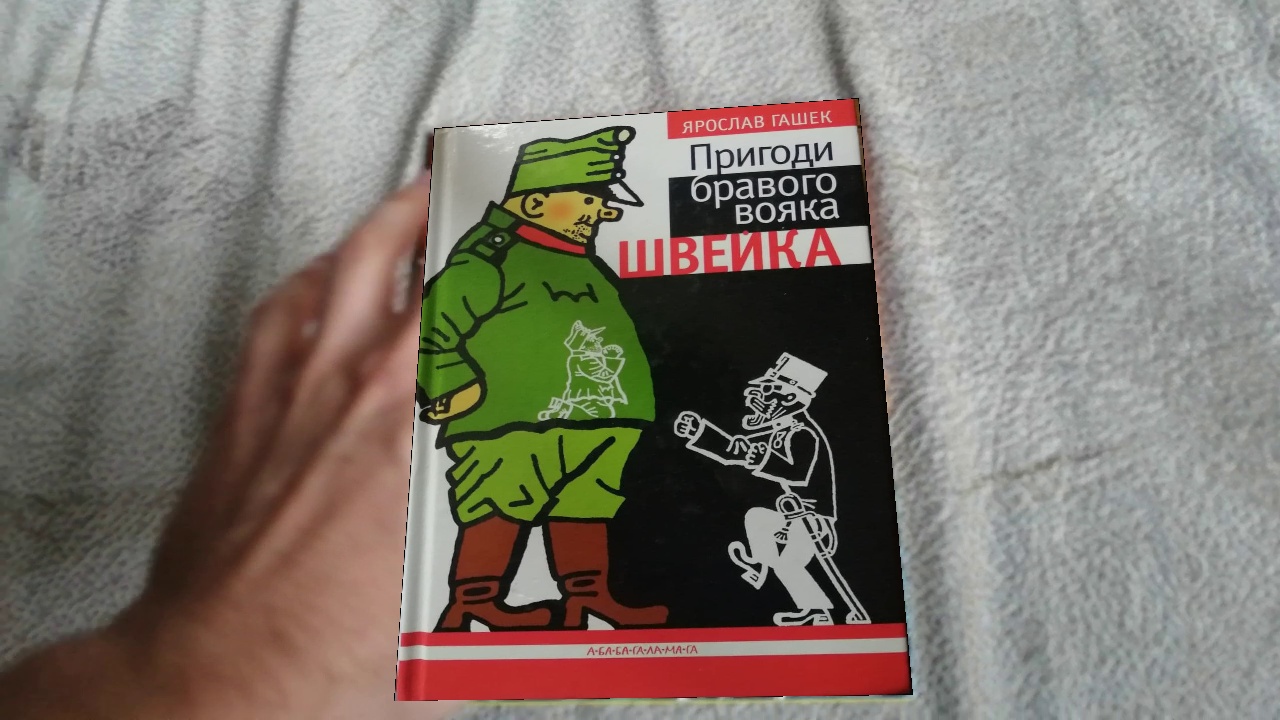 ЯРОСЛАВ ГАШЕК
Пригоди
бравого
вояка
ШВЕЙКА
А-БА-БА-ГА-ЛА-МА-ГА